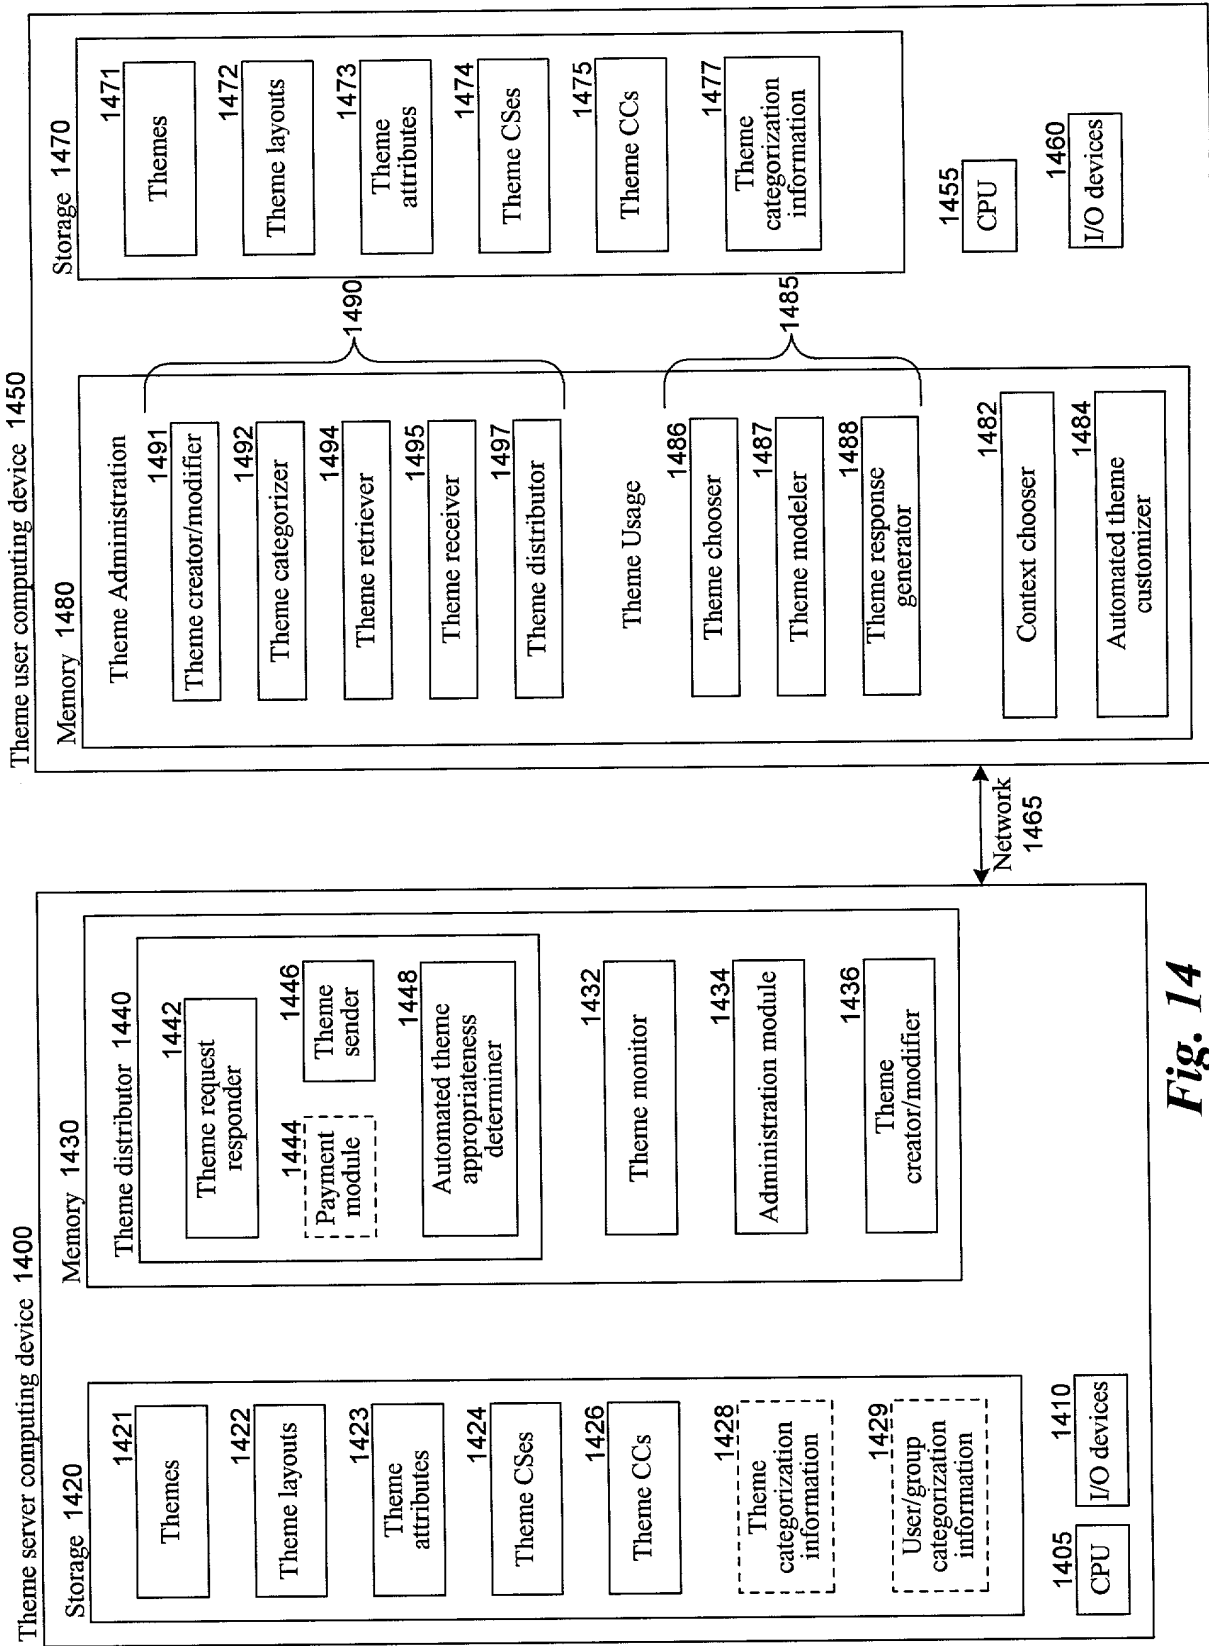 Theme server computing device 1400
Storage 1420
1421
Themes
1422
Theme layouts
1423
Theme
attributes
1424
Theme CSes
1426
Theme CCs
1428
Theme
categorization
information
1429
User/group
categorization
information
1405
CPU
1410
I/O devices
Memory 1430
Theme distributor 1440
1442
Theme request
responder
1444
Payment
module
1446
Theme
sender
1448
Automated theme
appropriateness
determiner
1432
Theme monitor
1434
Administration module
1436
Theme
creator/modifier
Network
1465
Theme user computing device 1450
Memory 1480
Theme Administration
1491
Theme creator/modifier
1492
Theme categorizer
1494
Theme retriever
1495
Theme receiver
1497
Theme distributor
1490
Theme Usage
1486
Theme chooser
1487
Theme modeler
1488
Theme response
generator
1485
1482
Context chooser
1484
Automated theme
customizer
Storage 1470
1471
Themes
1472
Theme layouts
1473
Theme
attributes
1474
Theme CSes
1475
Theme CCs
1477
Theme
categorization
information
1455
CPU
1460
I/O devices
Fig. 14